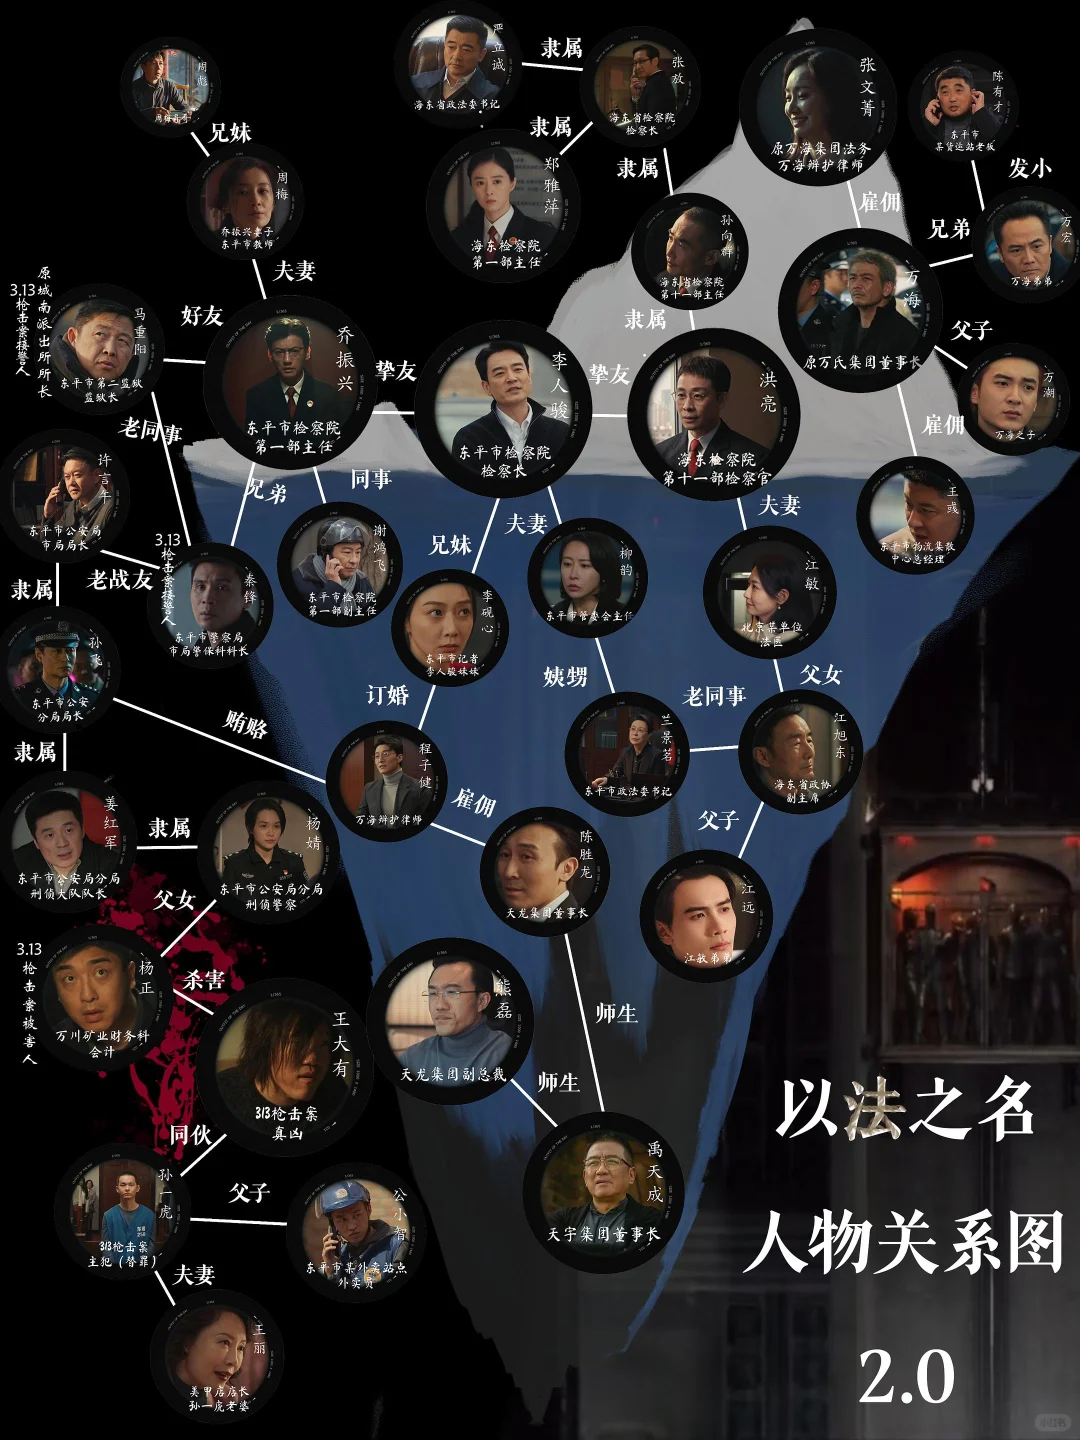 严立诚
海东省政法委书记
隶属
张放
海东省检察院
检察长
隶属
隶属
郑雅萍
海东检察院
第一部主任
张文菁
原万海集团法务
万海辩护律师
陈有才
东平市
某货运站老板
发小
周彪
周梅哥哥
兄妹
周梅
乔振兴妻子
东平市教师
夫妻
孙向群
海东省检察院
第十一部主任
隶属
雇佣
兄弟
万宏
万海弟弟
万海
原万氏集团董事长
父子
万潮
万海之子
雇佣
王彧
东平市物流集散
中心总经理
3.13枪击案接警人
原城南派出所所长
马重阳
东平市第二监狱
监狱长
好友
乔振兴
东平市检察院
第一部主任
挚友
李人骏
东平市检察院
检察长
挚友
洪亮
海东检察院
第十一部检察官
老同事
兄弟
同事
兄妹
夫妻
夫妻
许言午
东平市公安局
市局局长
老战友
3.13枪击案接警人
秦锋
东平市警察局
市局警保科科长
谢鸿飞
东平市检察院
第一部副主任
李砚心
东平市记者
李人骏妹妹
柳韵
东平市管委会主任
江敏
北京某单位
法医
隶属
孙飞
东平市公安
分局局长
贿赂
订婚
姨甥
老同事
父女
程子健
万海辩护律师
兰景茗
东平市政法委书记
江旭东
海东省政协
副主席
隶属
姜红军
东平市公安局分局
刑侦大队队长
隶属
杨婧
东平市公安局分局
刑侦警察
雇佣
陈胜龙
天龙集团董事长
父子
江远
江敏弟弟
父女
3.13枪击案被害人
杨正
万川矿业财务科
会计
杀害
王大有
313枪击案
真凶
熊磊
天龙集团副总裁
师生
师生
禹天成
天宇集团董事长
同伙
孙一虎
313枪击案
主犯（替罪）
父子
公小智
东平市某外卖站点
外卖员
夫妻
王丽
美甲店店长
孙一虎老婆
以法之名
人物关系图
2.0
小红书